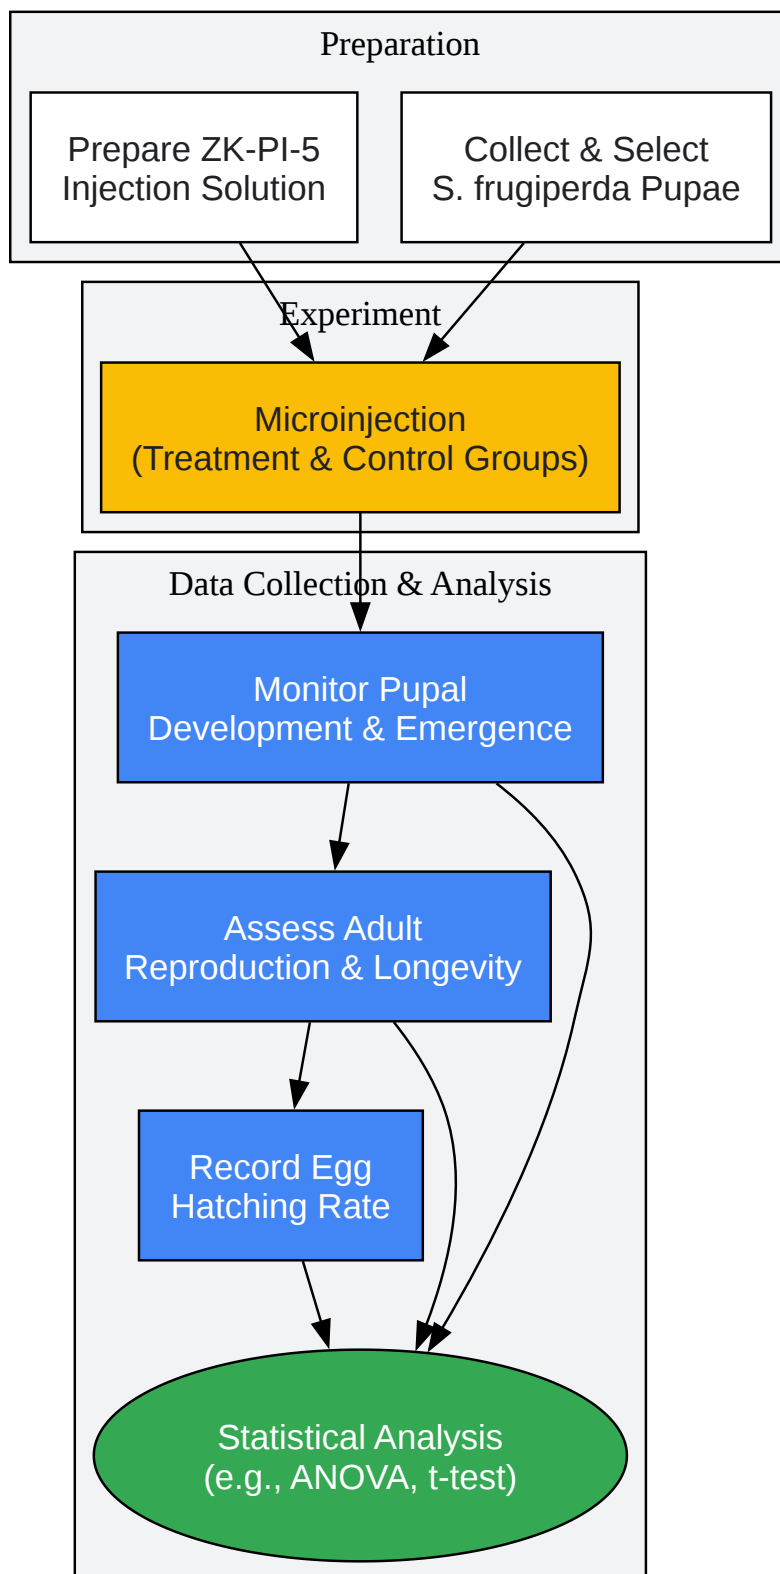 Preparation
Prepare ZK-PI-5
Injection Solution
Collect & Select
S. frugiperda Pupae
Experiment
Microinjection
(Treatment & Control Groups)
Data Collection & Analysis
Monitor Pupal
Development & Emergence
Assess Adult
Reproduction & Longevity
Record Egg
Hatching Rate
Statistical Analysis
(e.g., ANOVA, t-test)